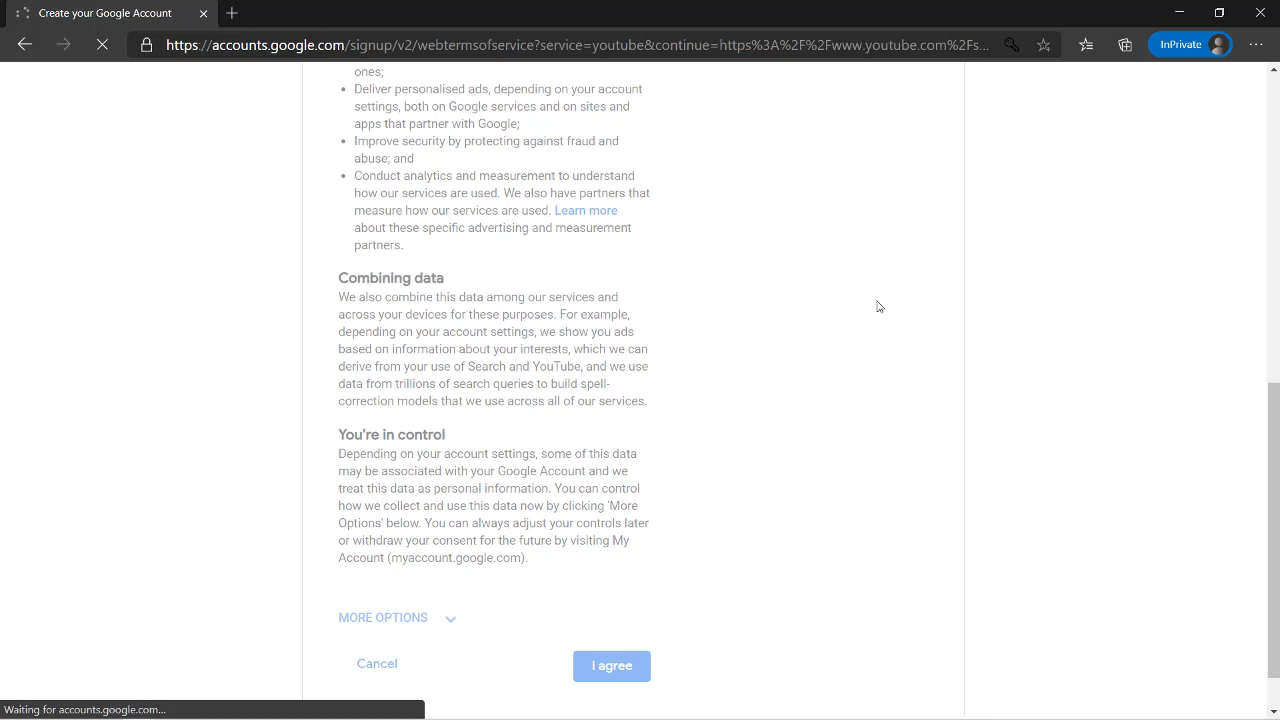 Create your Google Account
https://accounts.google.com/signup/v2/webtermsofservice?service=youtube&continue=https%3A%2F%2Fwww.youtube.com%2Fs...
InPrivate
ones;
• Deliver personalised ads, depending on your account
settings, both on Google services and on sites and
apps that partner with Google;
• Improve security by protecting against fraud and
abuse; and
• Conduct analytics and measurement to understand
how our services are used. We also have partners that
measure how our services are used. Learn more
about these specific advertising and measurement
partners.
Combining data
We also combine this data among our services and
across your devices for these purposes. For example,
depending on your account settings, we show you ads
based on information about your interests, which we can
derive from your use of Search and YouTube, and we use
data from trillions of search queries to build spell-
correction models that we use across all of our services.
You're in control
Depending on your account settings, some of this data
may be associated with your Google Account and we
treat this data as personal information. You can control
how we collect and use this data now by clicking 'More
Options' below. You can always adjust your controls later
or withdraw your consent for the future by visiting My
Account (myaccount.google.com).
MORE OPTIONS
Cancel
I agree
Waiting for accounts.google.com...